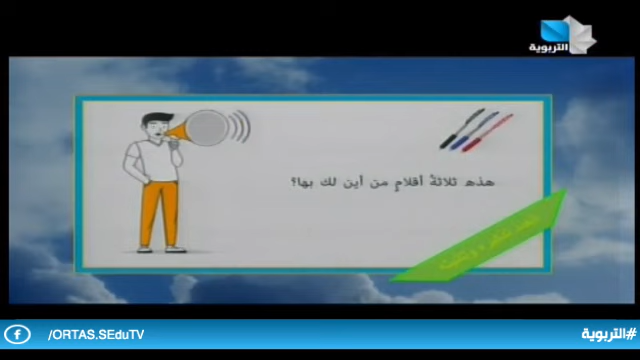 التربوية
هذه ثلاثةُ أقلامٍ من أين لك بها؟
/ORTAS.SEduTV
#التربوية